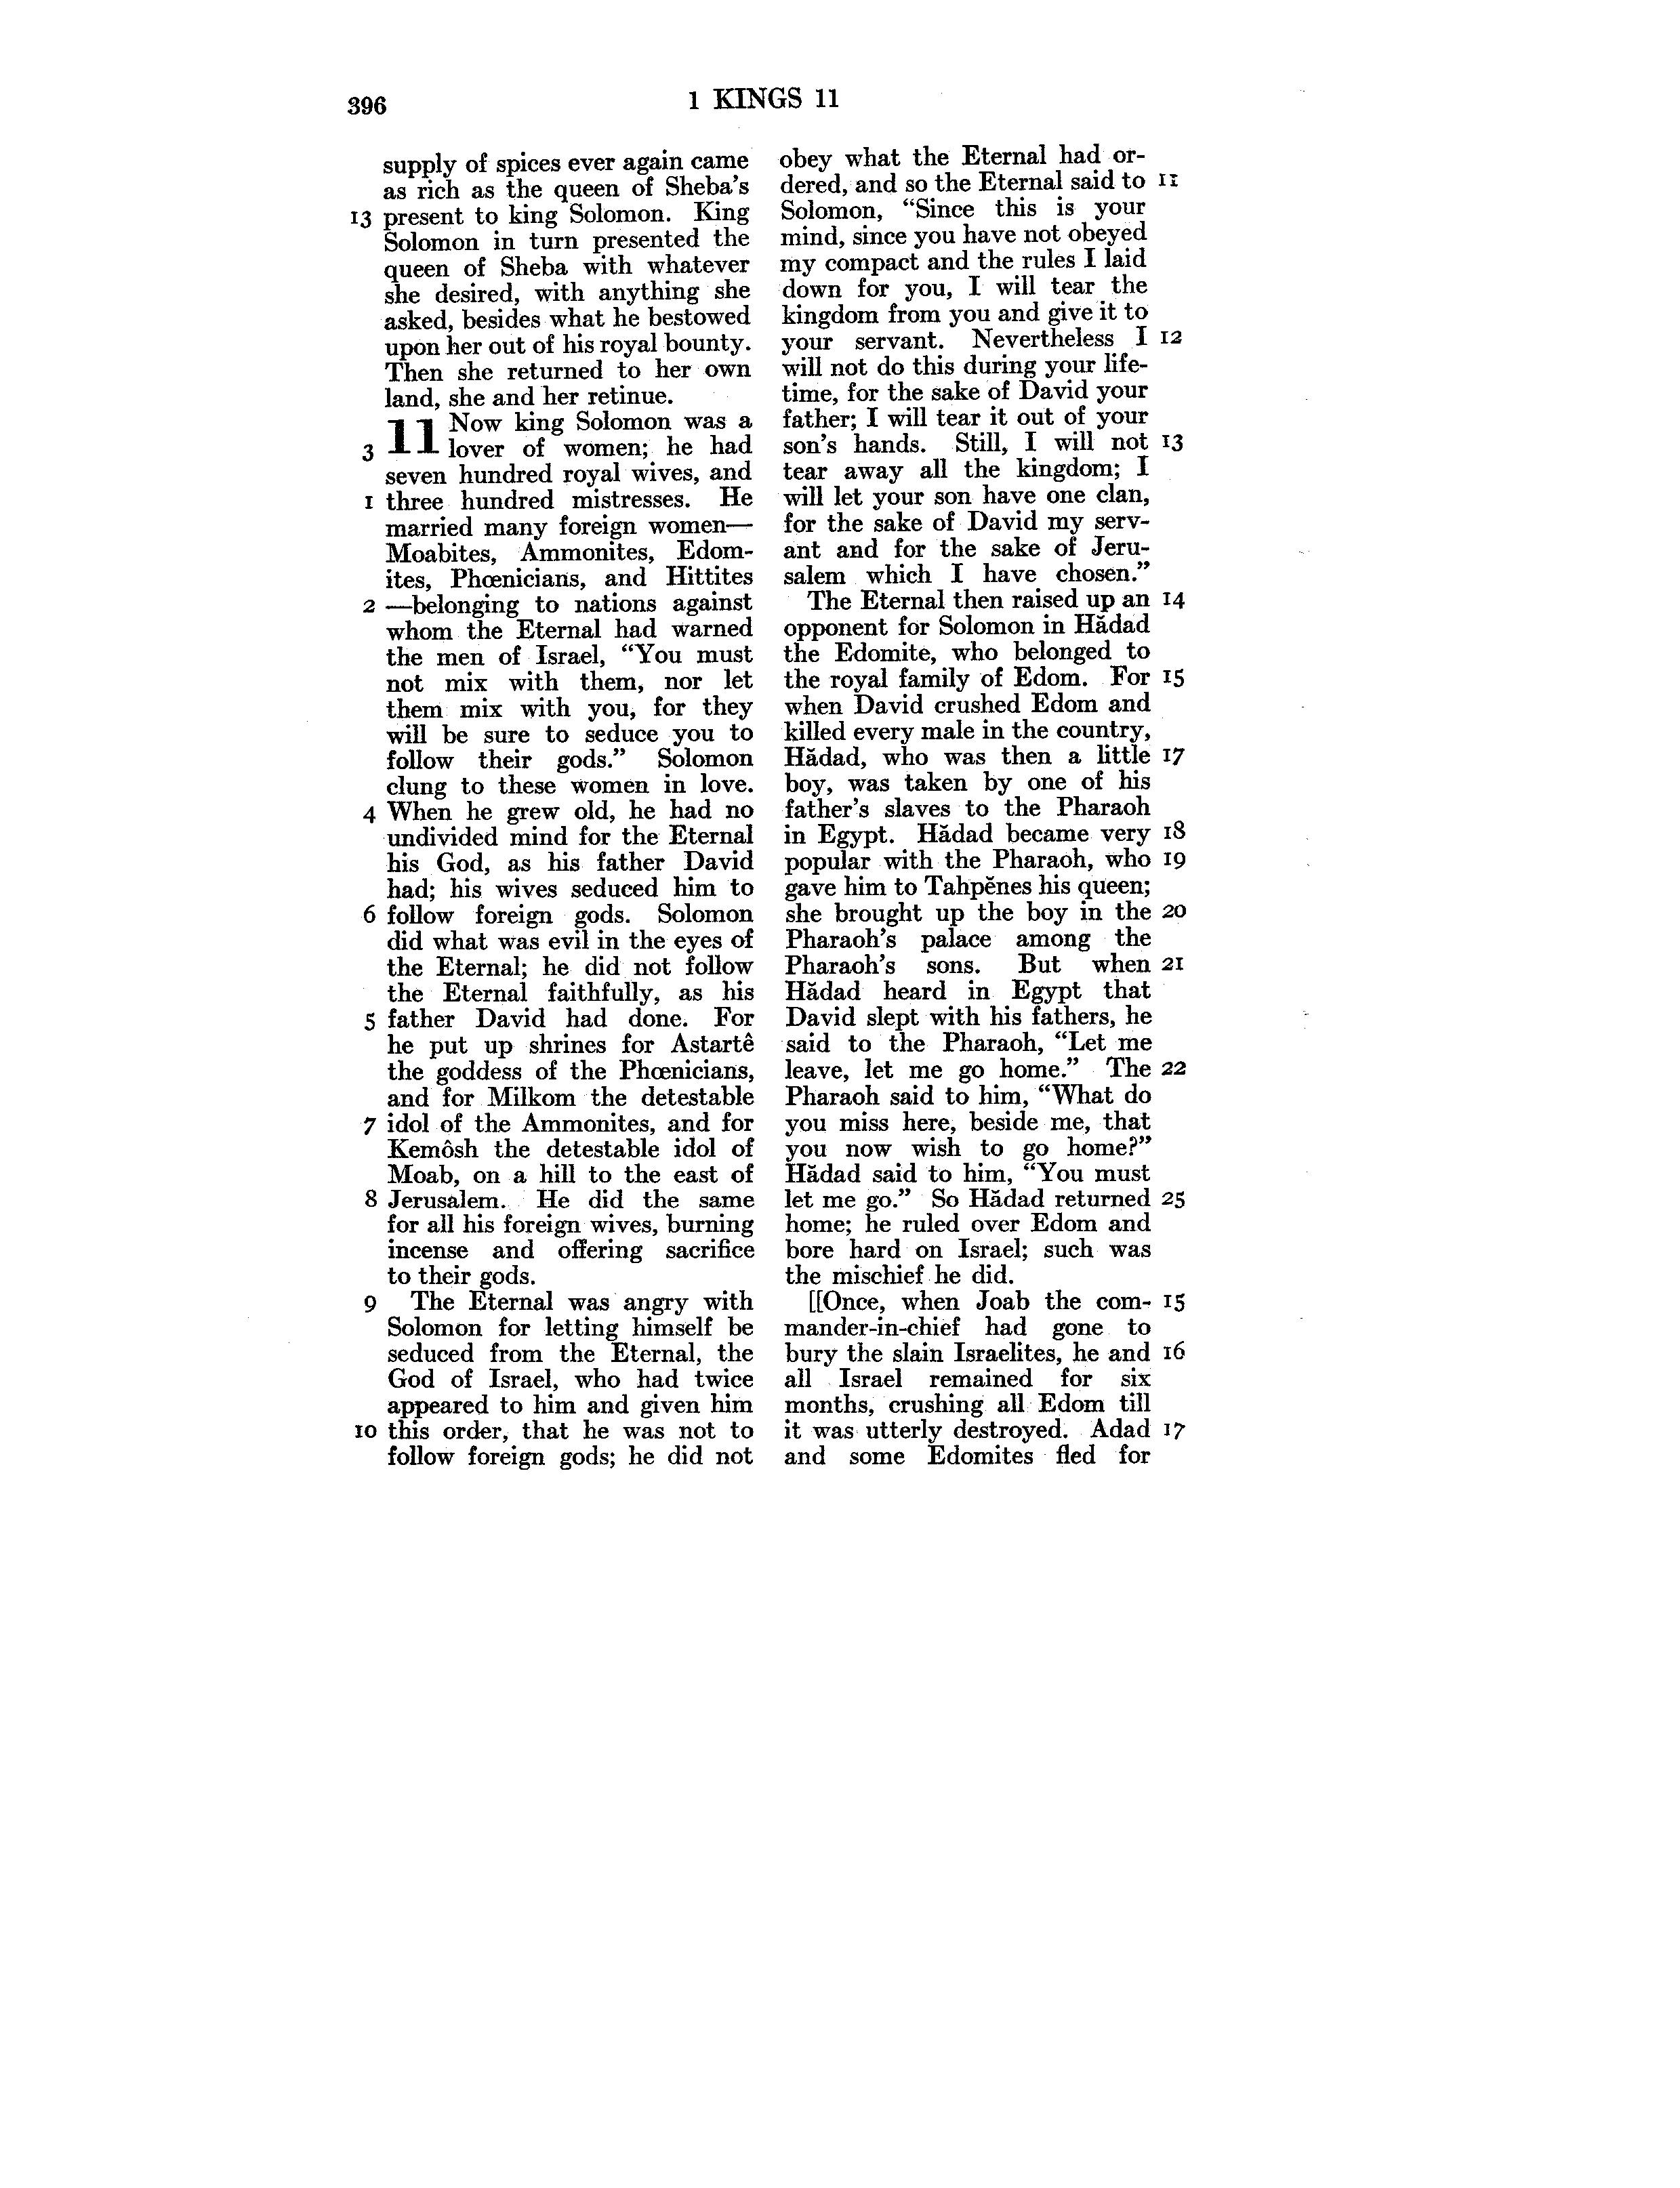 396
1 KINGS 11
supply of spices ever again came
as rich as the queen of Sheba's
13 present to king Solomon. King
Solomon in turn presented the
queen of Sheba with whatever
she desired, with anything she
asked, besides what he bestowed
upon her out of his royal bounty.
Then she returned to her own
land, she and her retinue.
11 Now king Solomon was a
3 lover of women; he had
seven hundred royal wives, and
1 three hundred mistresses. He
married many foreign women—
Moabites, Ammonites, Edom-
ites, Phœnicians, and Hittites
2 —belonging to nations against
whom the Eternal had warned
the men of Israel, “You must
not mix with them, nor let
them mix with you, for they
will be sure to seduce you to
follow their gods.” Solomon
clung to these women in love.
4 When he grew old, he had no
undivided mind for the Eternal
his God, as his father David
had; his wives seduced him to
6 follow foreign gods. Solomon
did what was evil in the eyes of
the Eternal; he did not follow
the Eternal faithfully, as his
5 father David had done. For
he put up shrines for Astartê
the goddess of the Phœnicians,
and for Milkom the detestable
7 idol of the Ammonites, and for
Kemôsh the detestable idol of
Moab, on a hill to the east of
8 Jerusalem. He did the same
for all his foreign wives, burning
incense and offering sacrifice
to their gods.
9 The Eternal was angry with
Solomon for letting himself be
seduced from the Eternal, the
God of Israel, who had twice
appeared to him and given him
10 this order, that he was not to
follow foreign gods; he did not
obey what the Eternal had or-
dered, and so the Eternal said to 11
Solomon, “Since this is your
mind, since you have not obeyed
my compact and the rules I laid
down for you, I will tear the
kingdom from you and give it to
your servant. Nevertheless I 12
will not do this during your life-
time, for the sake of David your
father; I will tear it out of your
son's hands. Still, I will not 13
tear away all the kingdom; I
will let your son have one clan,
for the sake of David my serv-
ant and for the sake of Jeru-
salem which I have chosen.”
The Eternal then raised up an 14
opponent for Solomon in Hădad
the Edomite, who belonged to
the royal family of Edom. For 15
when David crushed Edom and
killed every male in the country,
Hădad, who was then a little 17
boy, was taken by one of his
father's slaves to the Pharaoh
in Egypt. Hădad became very 18
popular with the Pharaoh, who 19
gave him to Tahpĕnes his queen;
she brought up the boy in the 20
Pharaoh's palace among the
Pharaoh's sons. But when 21
Hădad heard in Egypt that
David slept with his fathers, he
said to the Pharaoh, “Let me
leave, let me go home.” The 22
Pharaoh said to him, “What do
you miss here, beside me, that
you now wish to go home?”
Hădad said to him, “You must
let me go.” So Hădad returned 25
home; he ruled over Edom and
bore hard on Israel; such was
the mischief he did.
[[Once, when Joab the com- 15
mander-in-chief had gone to
bury the slain Israelites, he and 16
all Israel remained for six
months, crushing all Edom till
it was utterly destroyed. Adad 17
and some Edomites fled for